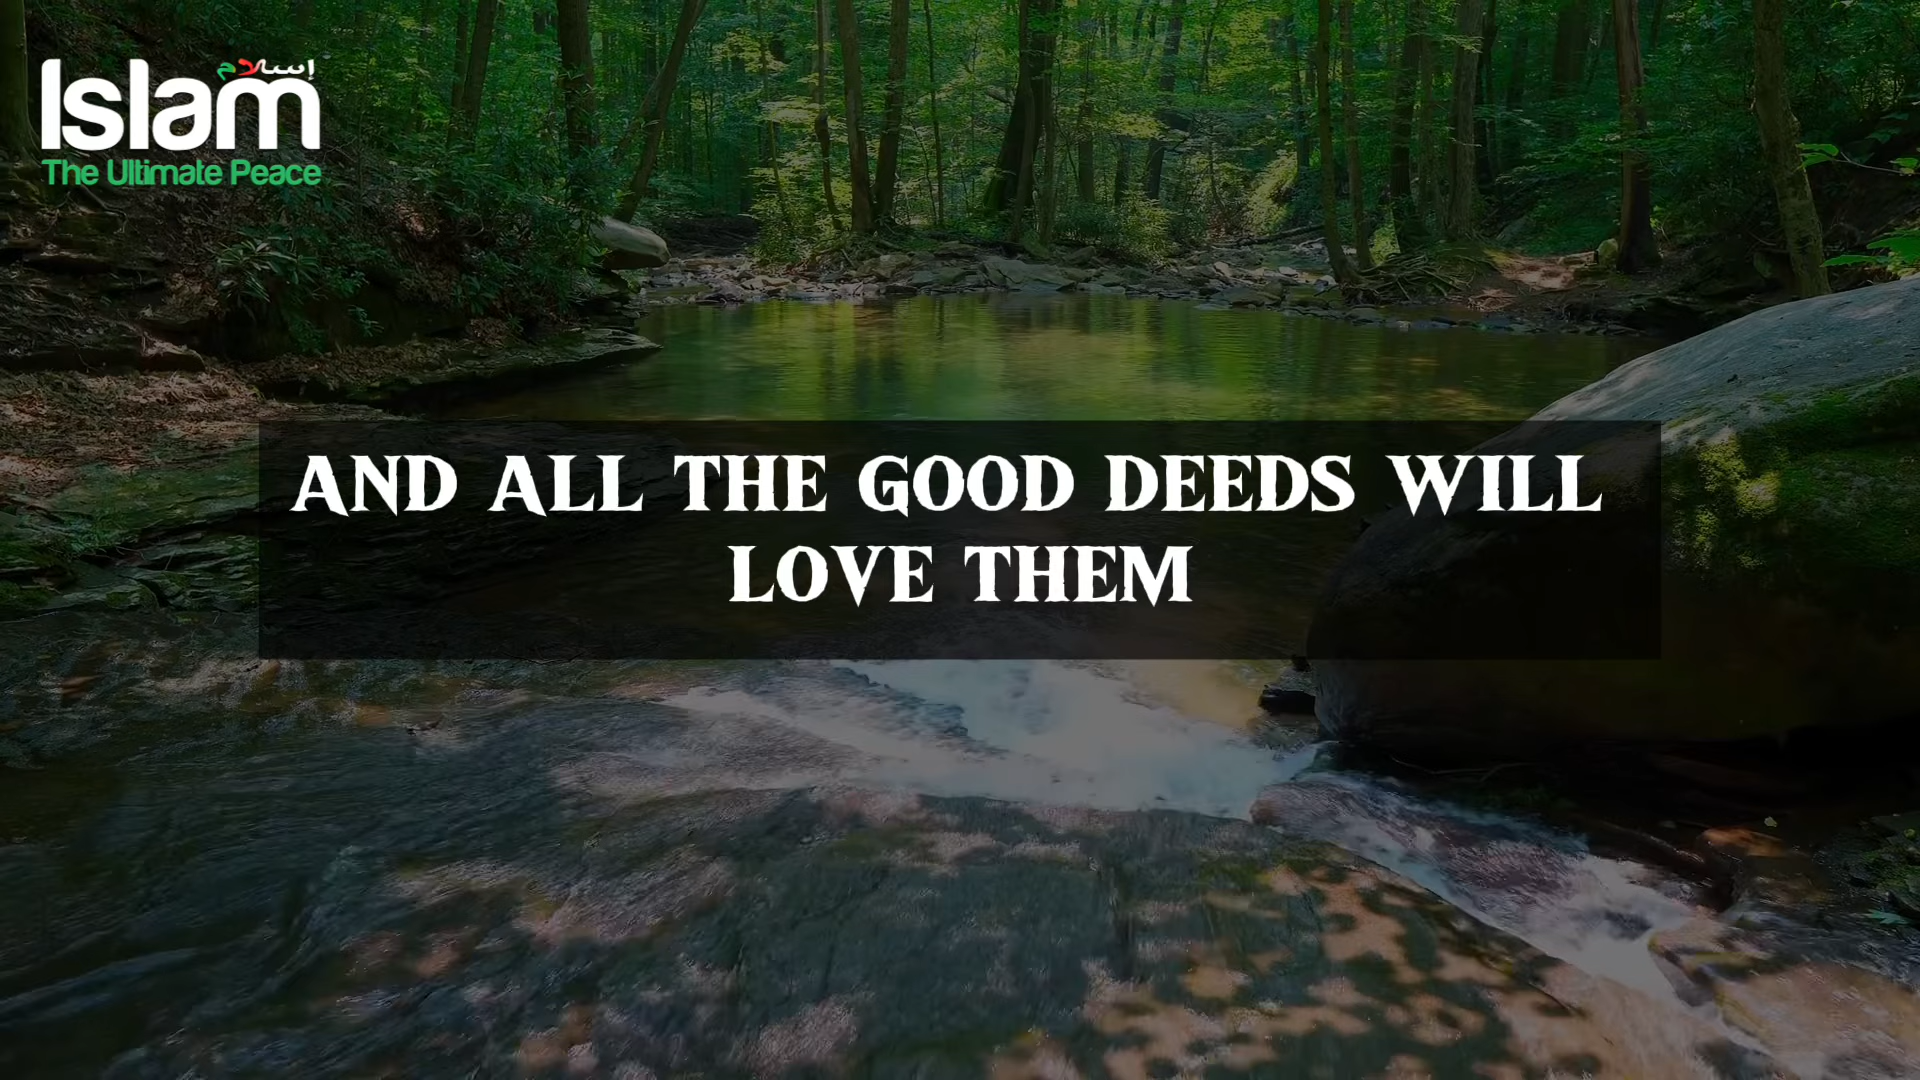 إسلام
Islam
The Ultimate Peace
AND ALL THE GOOD DEEDS WILL
LOVE THEM